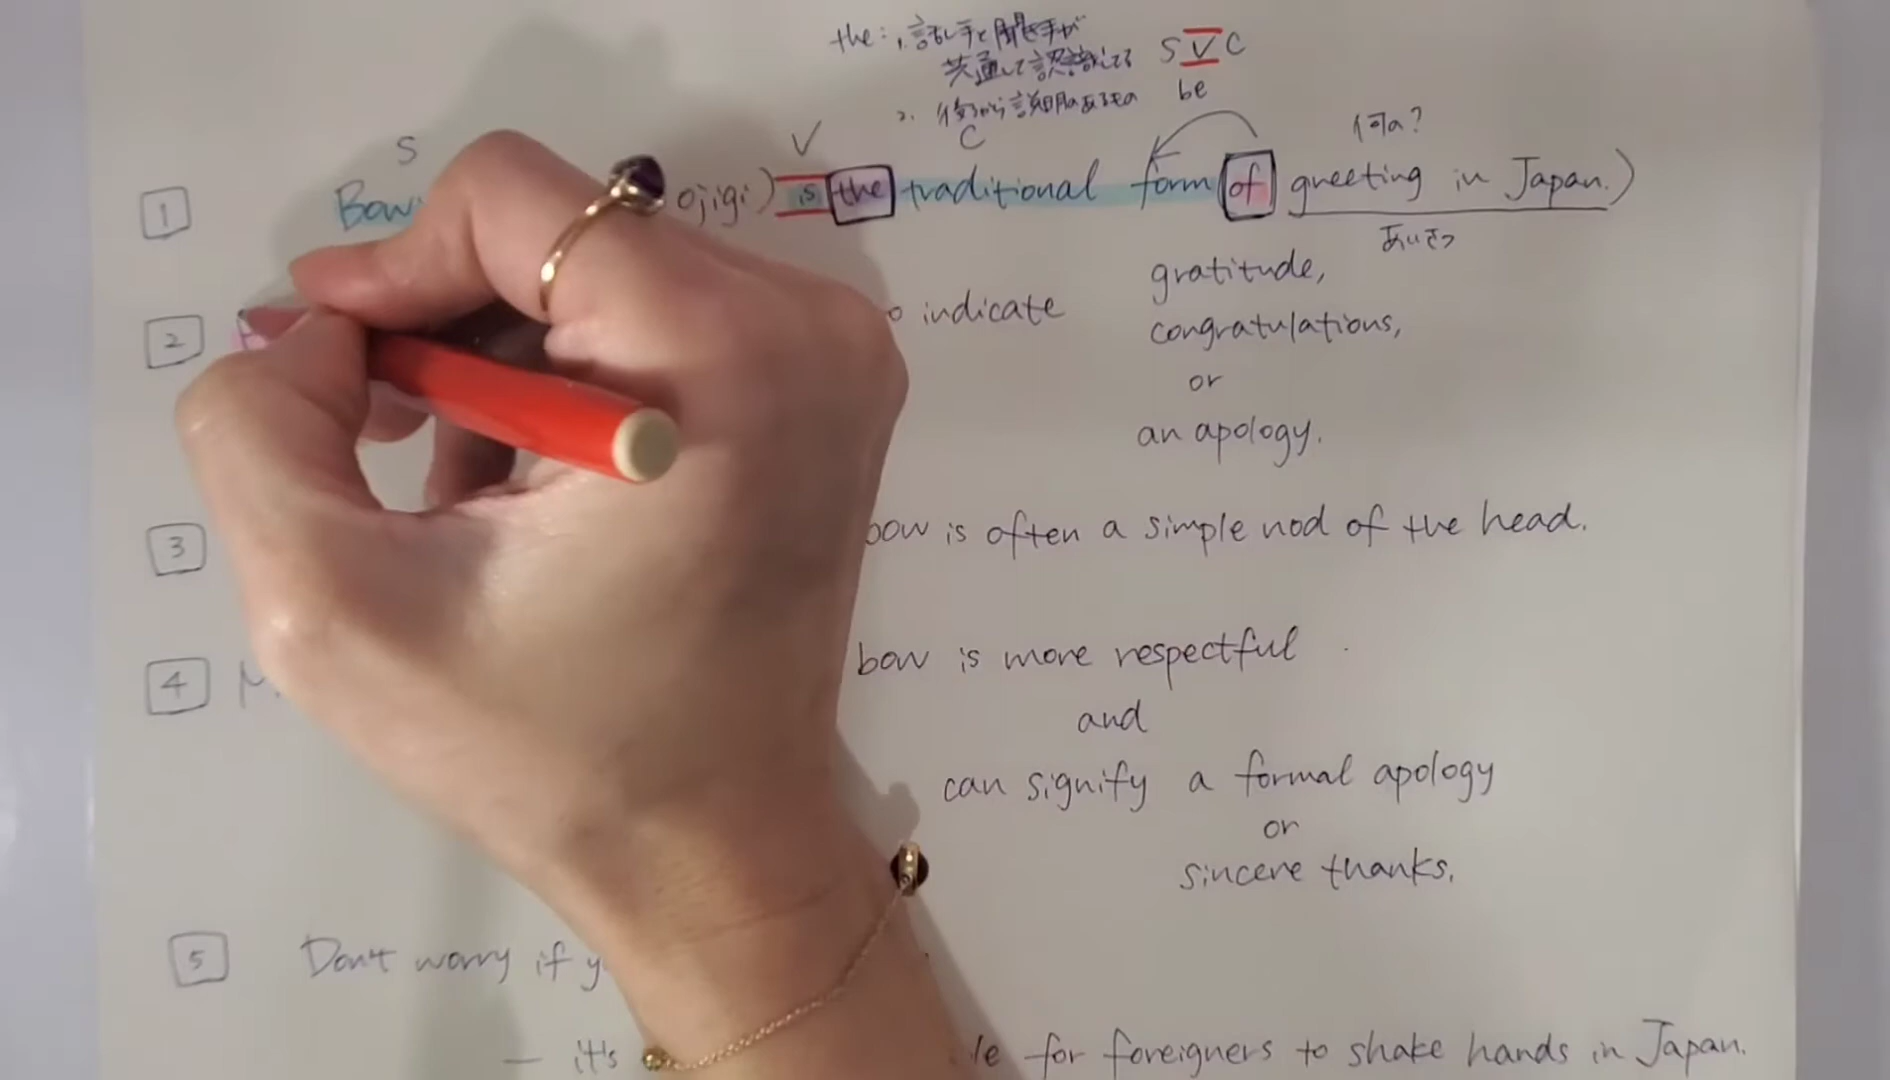 the: 1. 話し手と聞き手が
共通して認識してる
2. 後ろから説明あるもの
S V C
be
S V C 何の?
1 Bow ojigi) is the traditional form of greeting in Japan.)
あいさつ
2 indicate gratitude,
congratulations,
or
an apology.
3 bow is often a simple nod of the head.
4 bow is more respectful
and
can signify a formal apology
or
sincere thanks.
5 Don't worry if
— it's for foreigners to shake hands in Japan.